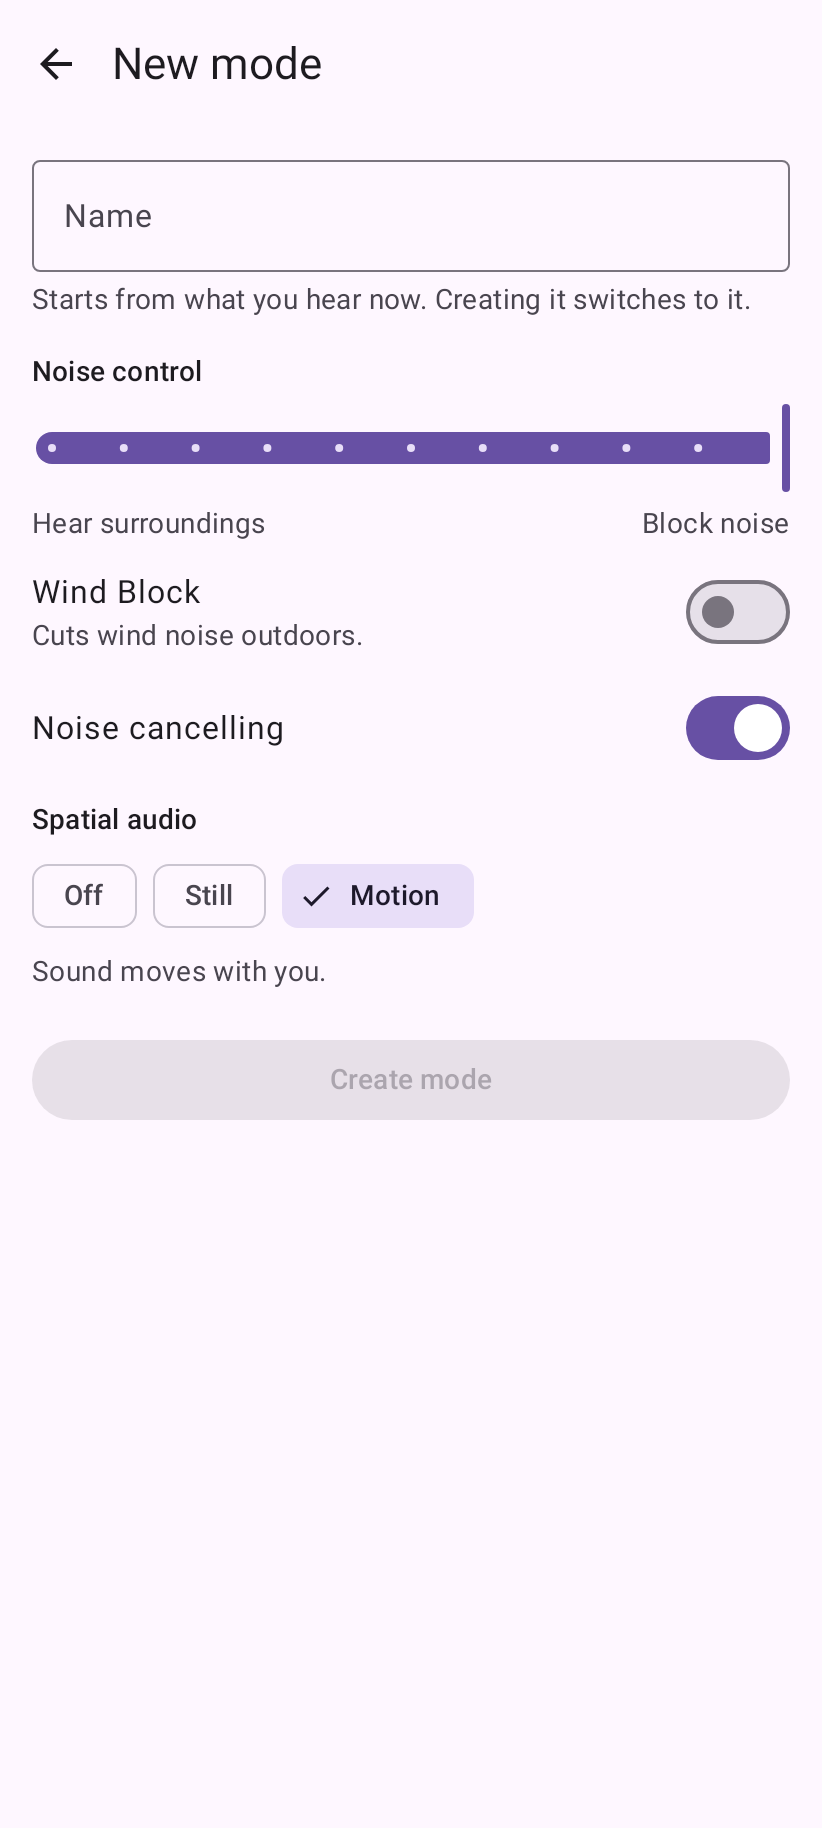 New mode
Name
Starts from what you hear now. Creating it switches to it.
Noise control
Hear surroundings
Block noise
Wind Block
Cuts wind noise outdoors.
Noise cancelling
Spatial audio
Off
Still
Motion
Sound moves with you.
Create mode